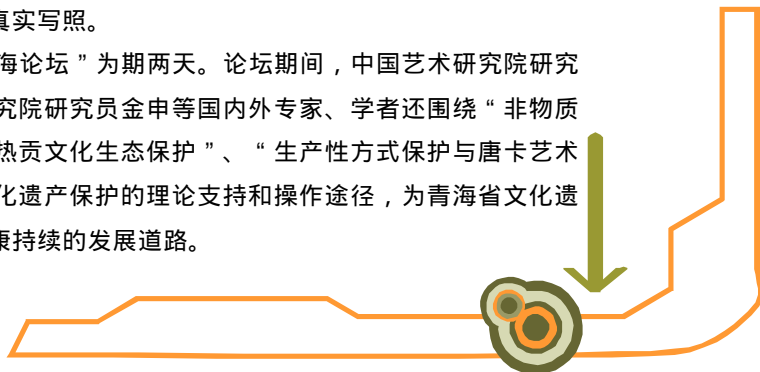 真实写照。
海论坛”为期两天。论坛期间，中国艺术研究院研究
究院研究员金申等国内外专家、学者还围绕“非物质
热贡文化生态保护”、“生产性方式保护与唐卡艺术
化遗产保护的理论支持和操作途径，为青海省文化遗
康持续的发展道路。